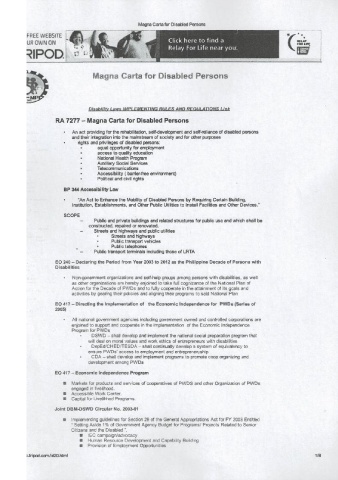 Magna Carta for Disabled Persons
FREE WEBSITE
UR OWN ON
RIPOD
Click here to find a
Relay For Life near you.
Magna Carta for Disabled Persons
Disability Laws IMPLEMENTING RULES AND REGULATIONS Link
RA 7277 – Magna Carta for Disabled Persons
An act providing for the rehabilitation, self-development and self-reliance of disabled persons
and their integration into the mainstream of society and for other purposes
rights and privileges of disabled persons:
equal opportunity for employment
access to quality education
National Health Program
Auxiliary Social Services
Telecommunications
Accessibility ( barrier-free environment)
Political and civil rights
BP 344 Accessibility Law
"An Act to Enhance the Mobility of Disabled Persons by Requiring Certain Building,
Institution, Establishments, and Other Public Utilities to Install Facilities and Other Devices."
SCOPE
– Public and private buildings and related structures for public use and which shall be
constructed, repaired or renovated.
– Streets and highways and public utilities
Streets and highways
Public transport vehicles
Public telephones
– Public transport terminals including those of LRTA
EO 240 – Declaring the Period from Year 2003 to 2012 as the Philippine Decade of Persons with
Disabilities
Non-government organizations and self-help groups among persons with disabilities, as well
as other organizations are hereby enjoined to take full cognizance of the National Plan of
Action for the Decade of PWDs and to fully cooperate in the attainment of its goals and
activities by gearing their policies and aligning their programs to said National Plan
EO 417 – Directing the Implementation of the Economic Independence for PWDs (Series of
2005)
All national government agencies including government owned and controlled corporations are
enjoined to support and cooperate in the implementation of the Economic Independence
Program for PWDs
DSWD – shall develop and implement the national social preparation program that
will deal on moral values and work ethics of entrepreneurs with disabilities
DepEd/CHED/TESDA – shall continually develop a system of equivalency to
ensure PWDs' access to employment and entrepreneurship
CDA – shall develop and implement programs to promote coop organizing and
development among PWDs
EO 417 – Economic Independence Program
Markets for products and services of cooperatives of PWDS and other Organization of PWDs
engaged in livelihood.
Accessible Work Center
Capital for Livelihood Programs
Joint DBM-DSWD Circular No. 2003-01
Implementing guidelines for Section 29 of the General Appropriations Act for FY 2003 Entitled
" Setting Aside 1% of Government Agency Budget for Programs/ Projects Related to Senior
Citizens and the Disabled ".
IEC campaign/advocacy
Human Resource Development and Capability Building
Provision of Employment Opportunities
1/8